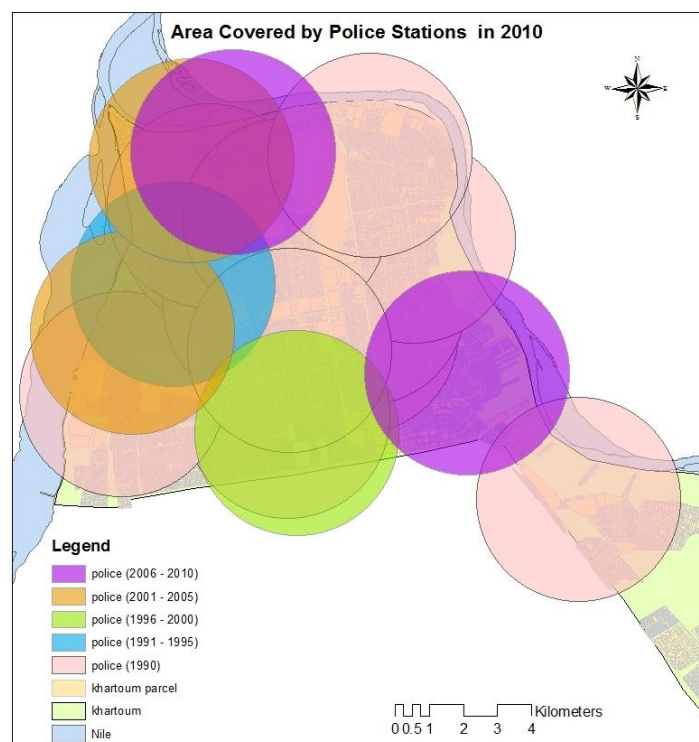 Area Covered by Police Stations in 2010
N
W E
S
Legend
police (2006 - 2010)
police (2001 - 2005)
police (1996 - 2000)
police (1991 - 1995)
police (1990)
khartoum parcel
khartoum
Nile
Kilometers
0 0.5 1 2 3 4